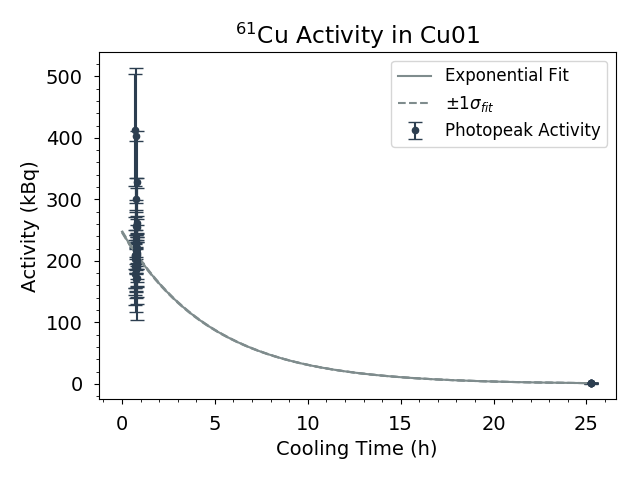 ⁶¹Cu Activity in Cu01
Exponential Fit
±1σ_fit
Photopeak Activity
Activity (kBq)
500
400
300
200
100
0
0 5 10 15 20 25
Cooling Time (h)